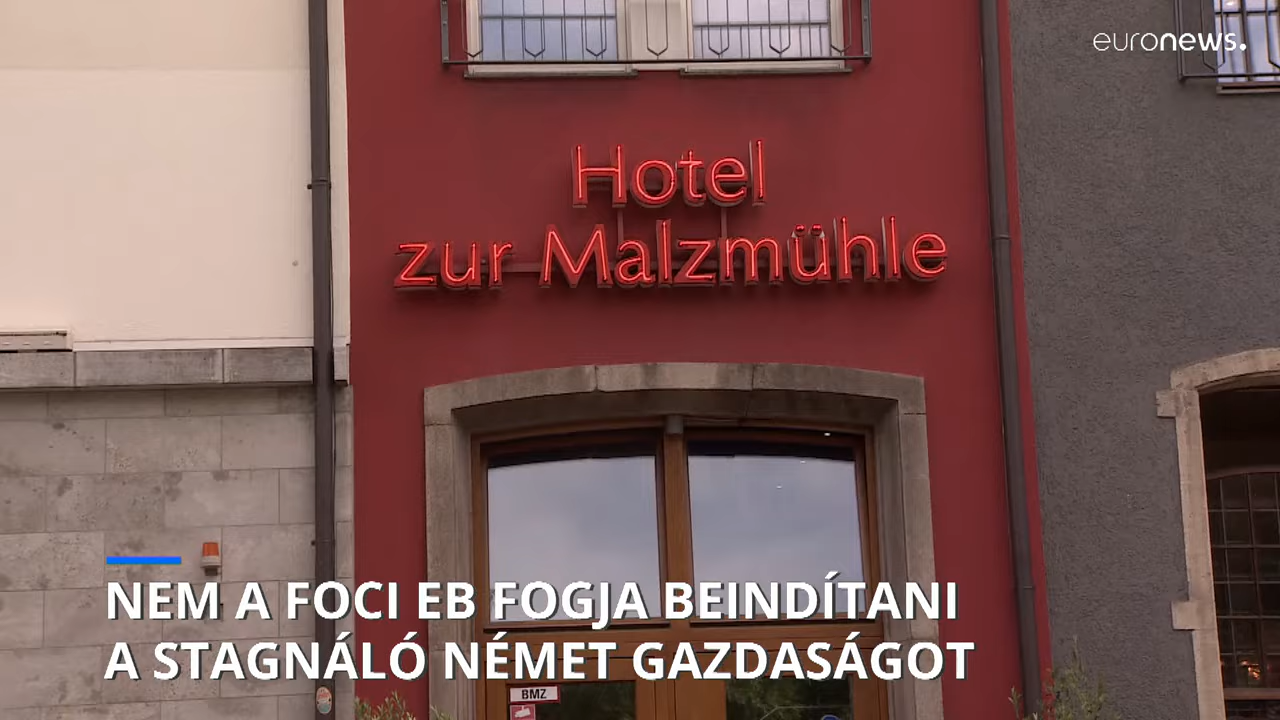 euronews.
Hotel
zur Malzmühle
NEM A FOCI EB FOGJA BEINDÍTANI
A STAGNÁLÓ NÉMET GAZDASÁGOT
BMZ